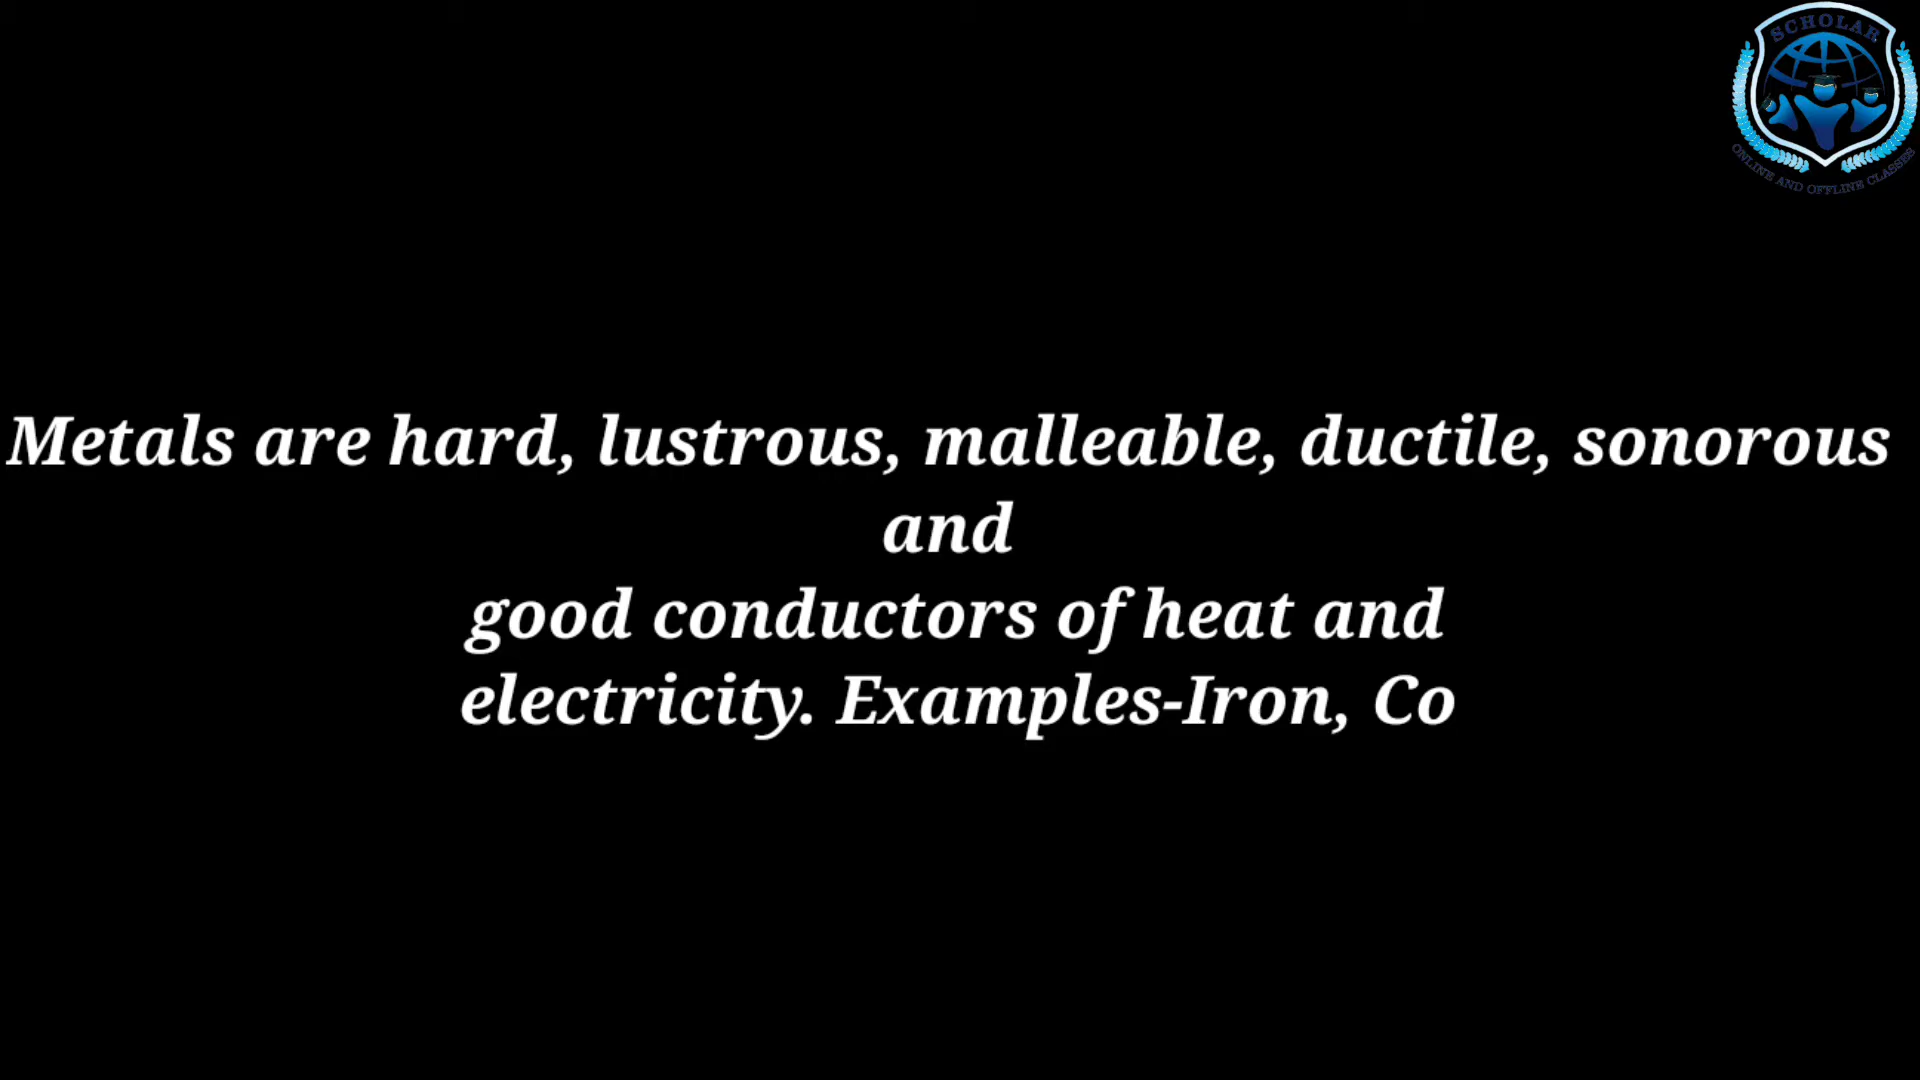 SCHOLAR
ONLINE AND OFFLINE CLASSES
Metals are hard, lustrous, malleable, ductile, sonorous
and
good conductors of heat and
electricity. Examples-Iron, Co